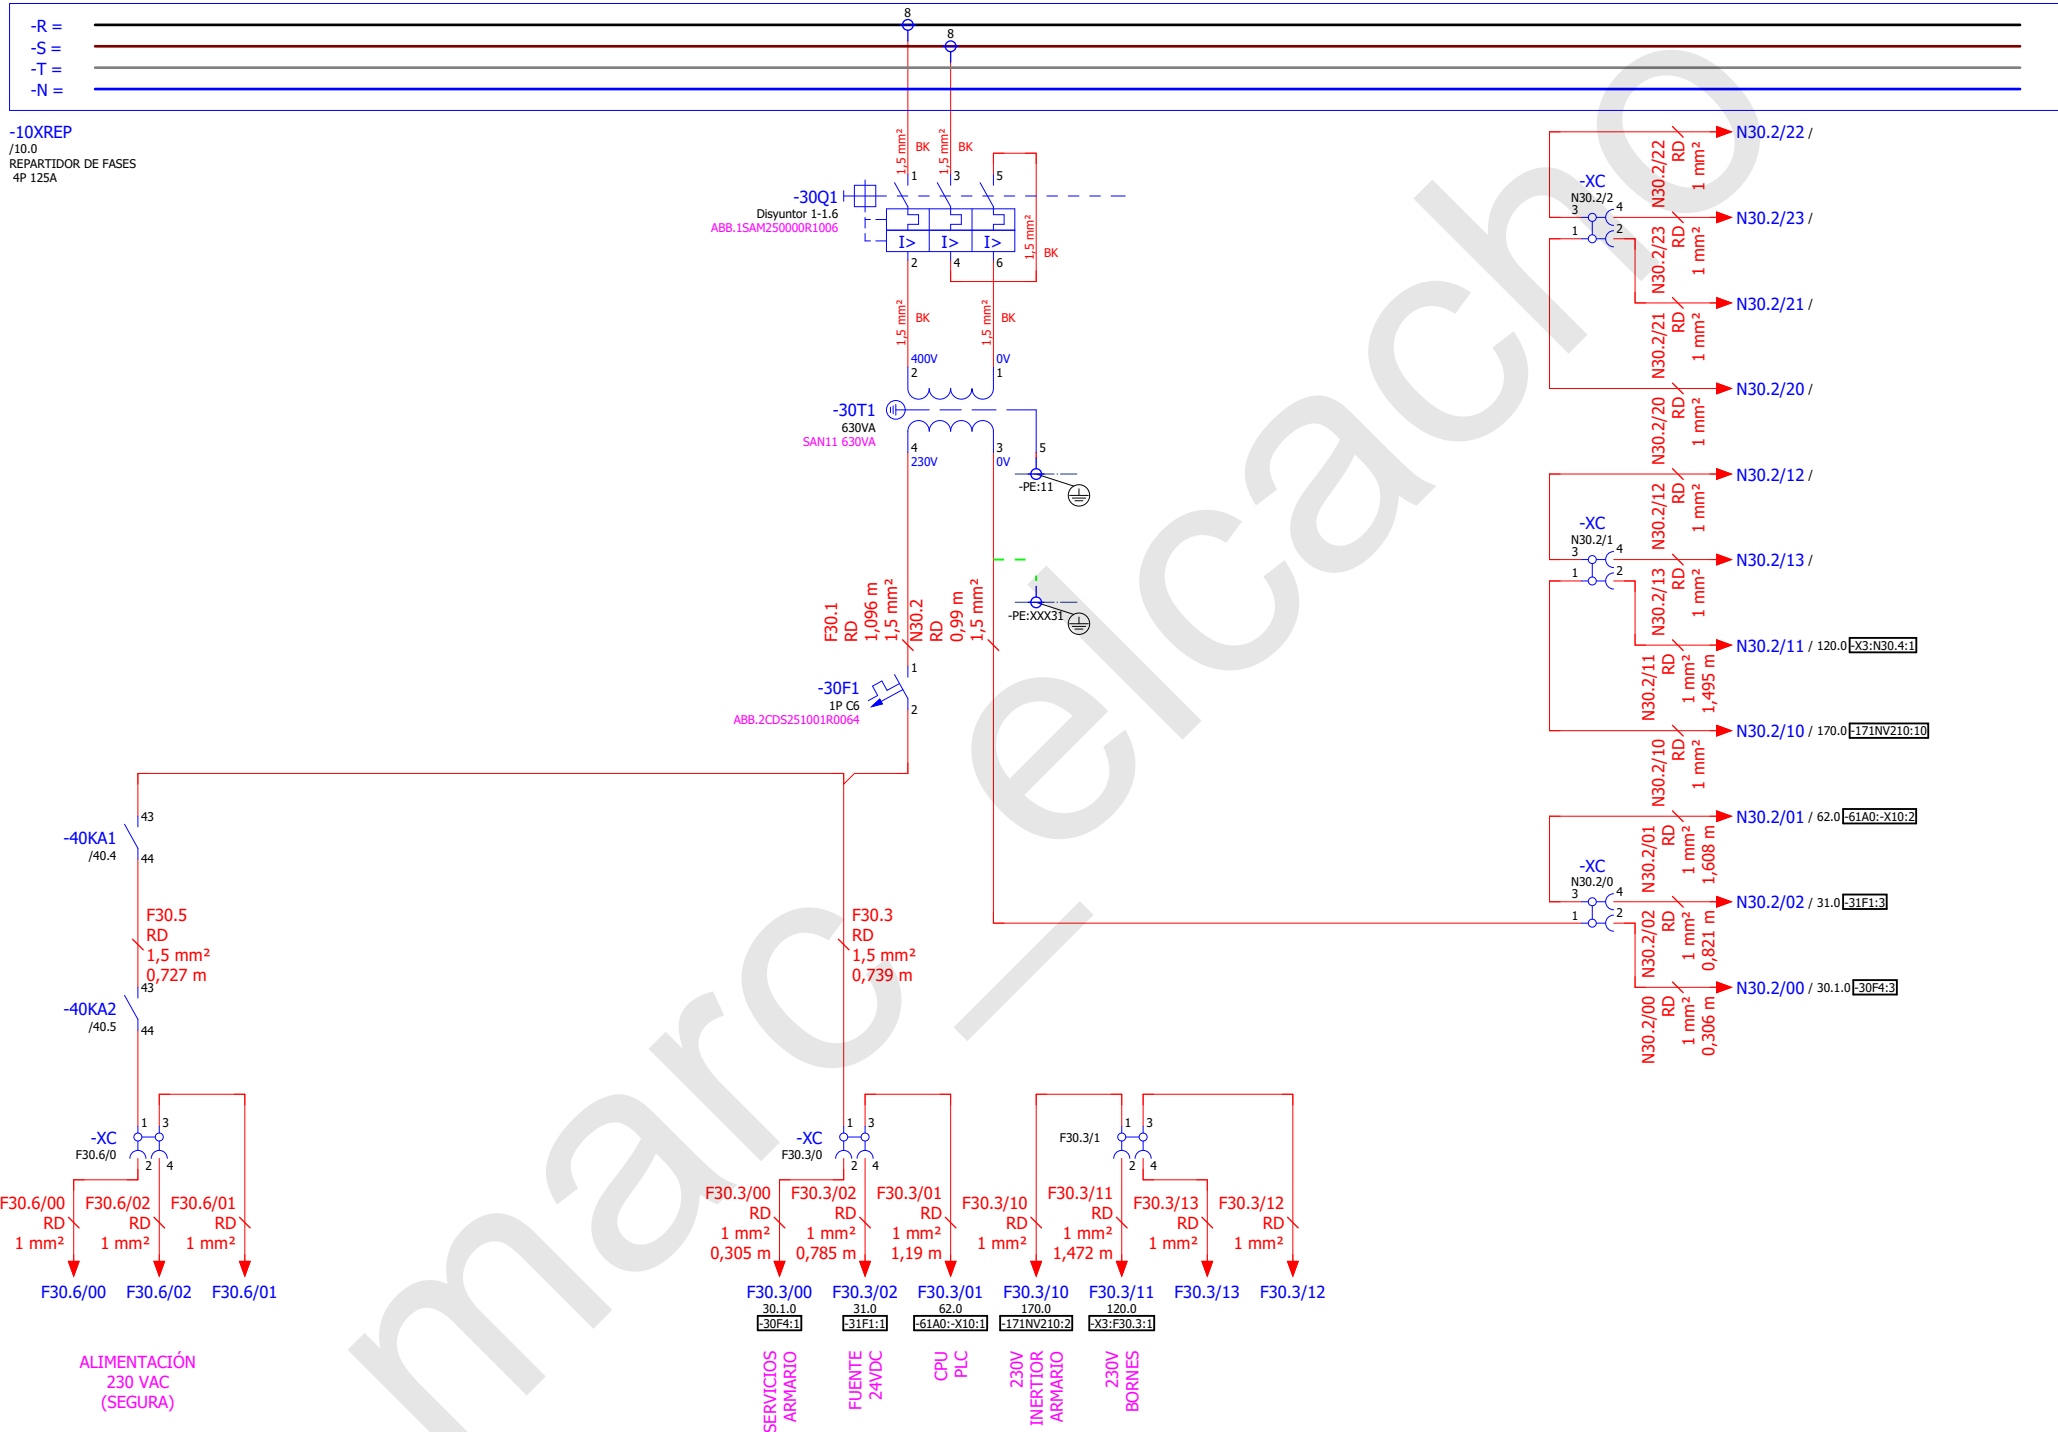 -R =
-S =
-T =
-N =
8
8
-10XREP
/10.0
REPARTIDOR DE FASES
4P 125A
1,5 mm²
BK
1,5 mm²
BK
1
3
5
-30Q1
Disyuntor 1-1.6
ABB.1SAM250000R1006
I>
I>
I>
1,5 mm²
BK
2
4
6
1,5 mm²
BK
1,5 mm²
BK
400V
2
0V
1
-30T1
630VA
SAN11 630VA
4
230V
3
0V
5
-PE:11
F30.1
RD
1,096 m
1,5 mm²
N30.2
RD
0,99 m
1,5 mm²
-PE:XXX31
1
-30F1
1P C6
ABB.2CDS251001R0064
2
43
-40KA1
/40.4
44
F30.5
RD
1,5 mm²
0,727 m
43
-40KA2
/40.5
44
F30.3
RD
1,5 mm²
0,739 m
1
3
-XC
F30.6/0
2
4
F30.6/00
RD
1 mm²
F30.6/02
RD
1 mm²
F30.6/01
RD
1 mm²
F30.6/00
F30.6/02
F30.6/01
ALIMENTACIÓN
230 VAC
(SEGURA)
1
3
-XC
F30.3/0
2
4
F30.3/00
RD
1 mm²
0,305 m
F30.3/02
RD
1 mm²
0,785 m
F30.3/01
RD
1 mm²
1,19 m
1
3
F30.3/1
2
4
F30.3/10
RD
1 mm²
F30.3/11
RD
1 mm²
1,472 m
F30.3/13
RD
1 mm²
F30.3/12
RD
1 mm²
F30.3/00
30.1.0
-30F4:1
F30.3/02
31.0
-31F1:1
F30.3/01
62.0
-61A0:-X10:1
F30.3/10
170.0
-171NV210:2
F30.3/11
120.0
-X3:F30.3:1
F30.3/13
F30.3/12
SERVICIOS
ARMARIO
FUENTE
24VDC
CPU
PLC
230V
INERTIOR
ARMARIO
230V
BORNES
N30.2/22 /
N30.2/22
RD
1 mm²
-XC
N30.2/2
3
4
1
2
N30.2/23 /
N30.2/23
RD
1 mm²
N30.2/21 /
N30.2/21
RD
1 mm²
N30.2/20 /
N30.2/20
RD
1 mm²
N30.2/12 /
N30.2/12
RD
1 mm²
-XC
N30.2/1
3
4
1
2
N30.2/13 /
N30.2/13
RD
1 mm²
N30.2/11 / 120.0 -X3:N30.4:1
N30.2/11
RD
1 mm²
1,495 m
N30.2/10 / 170.0 -171NV210:10
N30.2/10
RD
1 mm²
N30.2/01 / 62.0 -61A0:-X10:2
N30.2/01
RD
1 mm²
1,608 m
-XC
N30.2/0
3
4
1
2
N30.2/02 / 31.0 -31F1:3
N30.2/02
RD
1 mm²
0,821 m
N30.2/00 / 30.1.0 -30F4:3
N30.2/00
RD
1 mm²
0,306 m
marc_elcacho